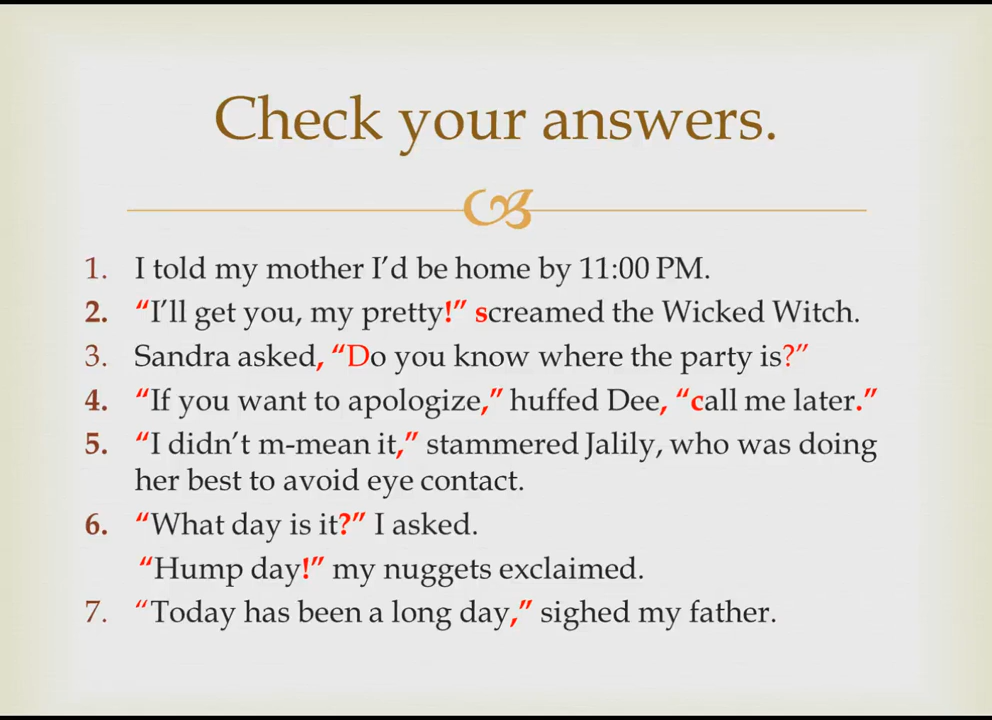 Check your answers.
1. I told my mother I’d be home by 11:00 PM.
2. “I’ll get you, my pretty!” screamed the Wicked Witch.
3. Sandra asked, “Do you know where the party is?”
4. “If you want to apologize,” huffed Dee, “call me later.”
5. “I didn’t m-mean it,” stammered Jalily, who was doing
her best to avoid eye contact.
6. “What day is it?” I asked.
“Hump day!” my nuggets exclaimed.
7. “Today has been a long day,” sighed my father.